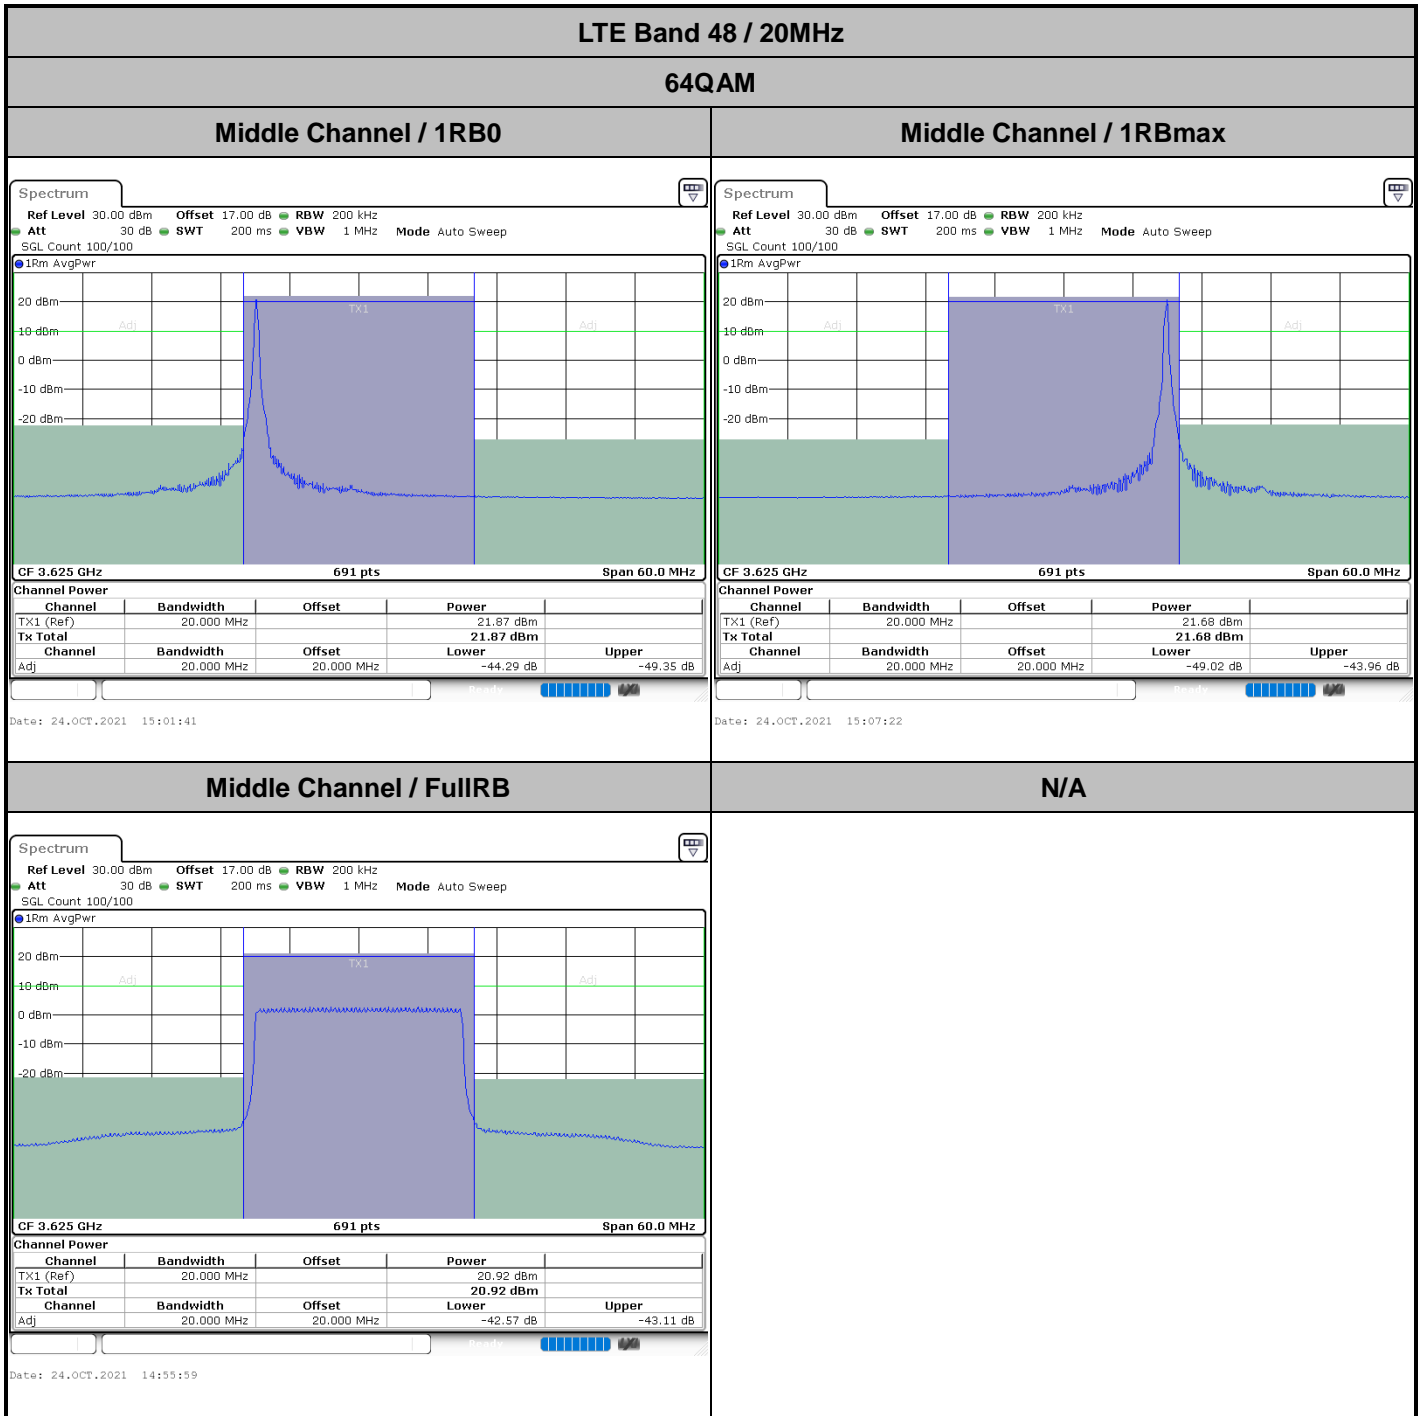 LTE Band 48 / 20MHz
64QAM
Middle Channel / 1RB0
Spectrum
Ref Level 30.00 dBm Offset 17.00 dB RBW 200 kHz
Att 30 dB SWT 200 ms VBW 1 MHz Mode Auto Sweep
SGL Count 100/100
1Rm AvgPwr
TX1
20 dBm
Adj
Adj
10 dBm
0 dBm
-10 dBm
-20 dBm
CF 3.625 GHz 691 pts Span 60.0 MHz
Channel Power
Channel Bandwidth Offset Power
TX1 (Ref) 20.000 MHz 21.87 dBm
Tx Total 21.87 dBm
Channel Bandwidth Offset Lower Upper
Adj 20.000 MHz 20.000 MHz -44.29 dB -49.35 dB
Ready
Date: 24.OCT.2021 15:01:41
Middle Channel / 1RBmax
Spectrum
Ref Level 30.00 dBm Offset 17.00 dB RBW 200 kHz
Att 30 dB SWT 200 ms VBW 1 MHz Mode Auto Sweep
SGL Count 100/100
1Rm AvgPwr
TX1
20 dBm
Adj
Adj
10 dBm
0 dBm
-10 dBm
-20 dBm
CF 3.625 GHz 691 pts Span 60.0 MHz
Channel Power
Channel Bandwidth Offset Power
TX1 (Ref) 20.000 MHz 21.68 dBm
Tx Total 21.68 dBm
Channel Bandwidth Offset Lower Upper
Adj 20.000 MHz 20.000 MHz -49.02 dB -43.96 dB
Ready
Date: 24.OCT.2021 15:07:22
Middle Channel / FullRB
Spectrum
Ref Level 30.00 dBm Offset 17.00 dB RBW 200 kHz
Att 30 dB SWT 200 ms VBW 1 MHz Mode Auto Sweep
SGL Count 100/100
1Rm AvgPwr
20 dBm
TX1
Adj
Adj
10 dBm
0 dBm
-10 dBm
-20 dBm
CF 3.625 GHz 691 pts Span 60.0 MHz
Channel Power
Channel Bandwidth Offset Power
TX1 (Ref) 20.000 MHz 20.92 dBm
Tx Total 20.92 dBm
Channel Bandwidth Offset Lower Upper
Adj 20.000 MHz 20.000 MHz -42.57 dB -43.11 dB
Ready
Date: 24.OCT.2021 14:55:59
N/A